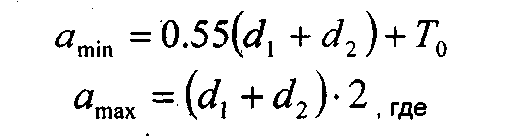 a_min = 0.55(d_1 + d_2) + T_0
a_max = (d_1 + d_2) · 2 , где